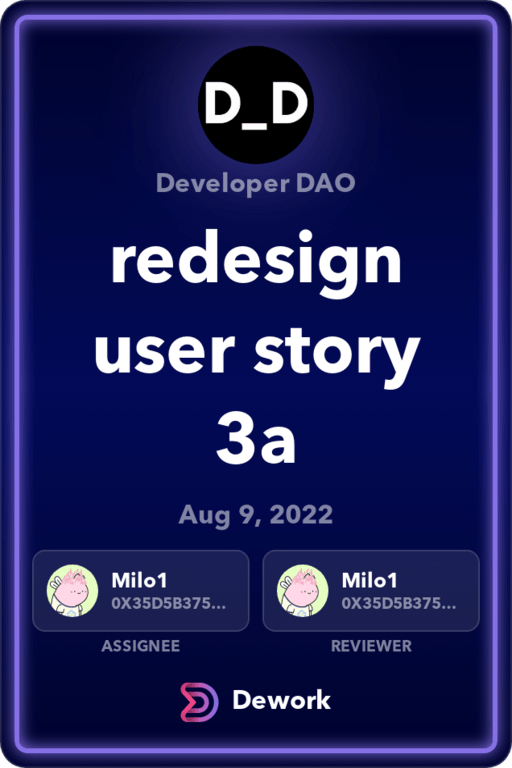 D_D
Developer DAO
redesign
user story
3a
Aug 9, 2022
Milo1
0X35D5B375...
ASSIGNEE
Milo1
0X35D5B375...
REVIEWER
Dework